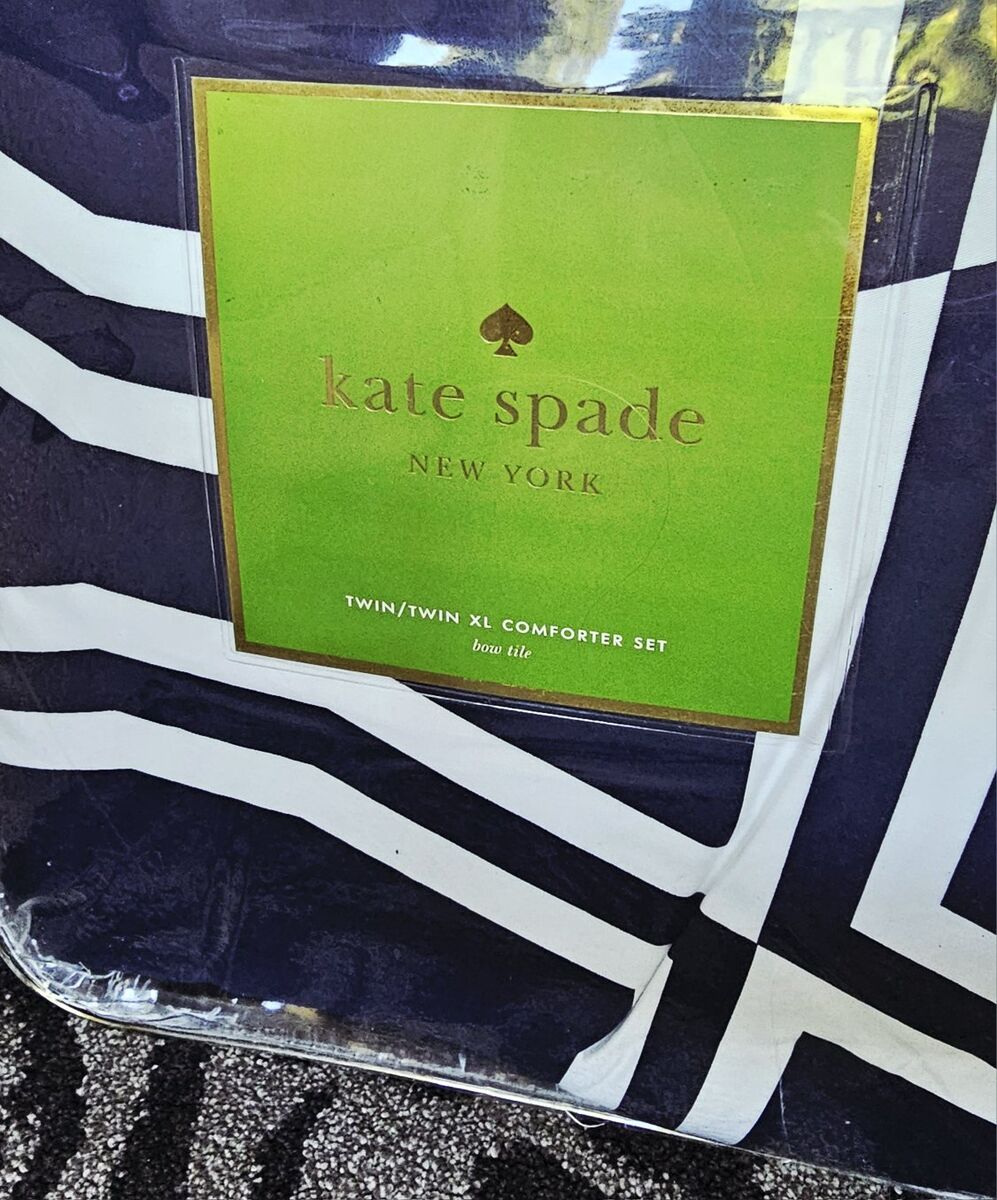 kate spade
NEW YORK
TWIN/TWIN XL COMFORTER SET
bow tile